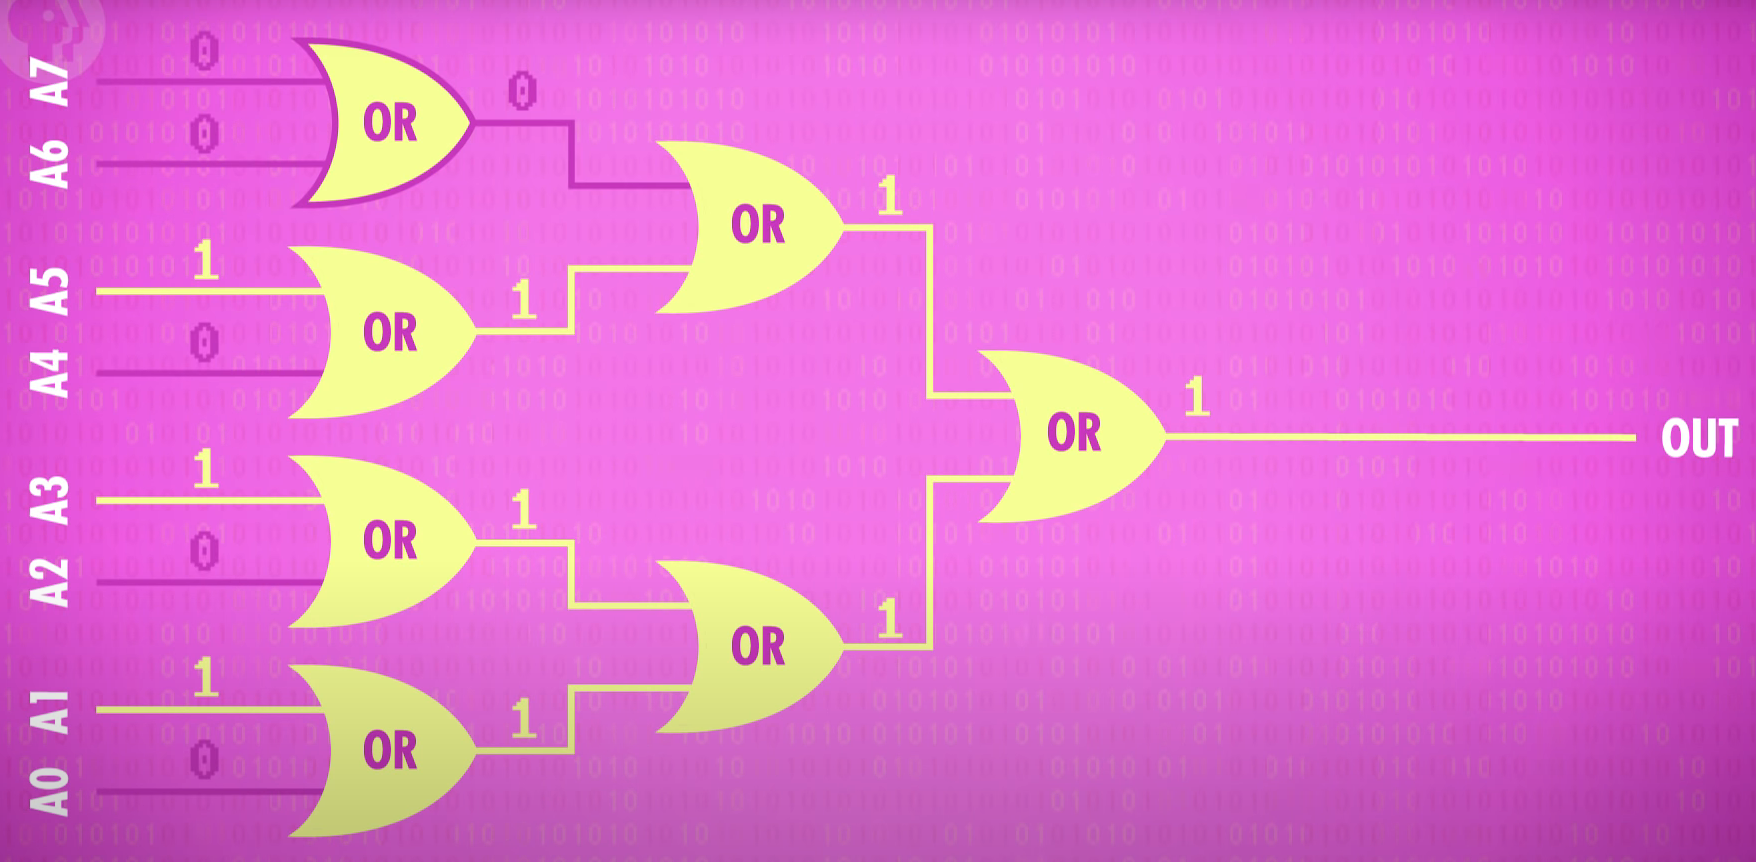 A7 0 OR 0
A6 0
OR 1
A5 1 OR 1
A4 0
OR 1 OUT
A3 1 OR 1
A2 0
OR 1
A1 1 OR 1
A0 0